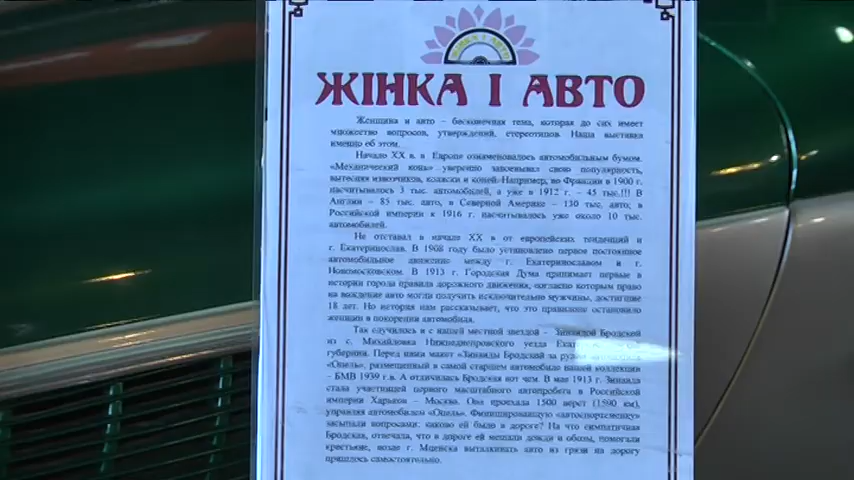 ЖІНКА І АВТО
ЖІНКА І АВТО
Женщина и авто – бесконечная тема, которая до сих имеет
множество вопросов, утверждений, стереотипов. Наша выставка
именно об этом.
Начало XX в. в Европе ознаменовалось автомобильным бумом.
«Механический конь» уверенно завоевывал свою популярность,
вытесняя извозчиков, коляски и коней. Например, во Франции в 1900 г.
насчитывалось 3 тыс. автомобилей, а уже в 1912 г. – 45 тыс.!!! В
Англии – 85 тыс. авто, в Северной Америке – 130 тыс. авто, в
Российской империи к 1916 г. насчитывалось уже около 10 тыс.
автомобилей.
Не отставал в начале XX в от европейских тенденций и
г. Екатеринослав. В 1908 году было установлено первое постоянное
автомобильное движение между г. Екатеринославом и г.
Новомосковском. В 1913 г. Городская Дума принимает первые в
истории города правила дорожного движения, согласно которым право
на вождение авто могли получить исключительно мужчины, достигшие
18 лет. Но история нам рассказывает, что это правило не остановило
женщин в покорении автомобиля.
Так случилось и с нашей местной звездой – Зинаидой Бродской
из с. Михайловка Нижнеднепровского уезда
губернии. Перед вами макет «Зинаиды Бродской за рулем
«Опель», размещенный в самом старшем автомобиле нашей коллекции
- БМВ 1939 г.в. А отличилась Бродская вот чем. В мае 1913 г. Зинаида
стала участницей первого масштабного автопробега в Российской
империи Харьков – Москва. Она проехала 1500 верст (1590 км),
управляя автомобилем «Опель». Финишировавшую «автоспортсменку»
засыпали вопросами: каково ей было в дороге? На что симпатичная
Бродская, отвечала, что в дороге ей мешали дожди и обозы, помогали
крестьяне, возле г. Мценска выталкивать авто из грязи на дорогу
пришлось самостоятельно.